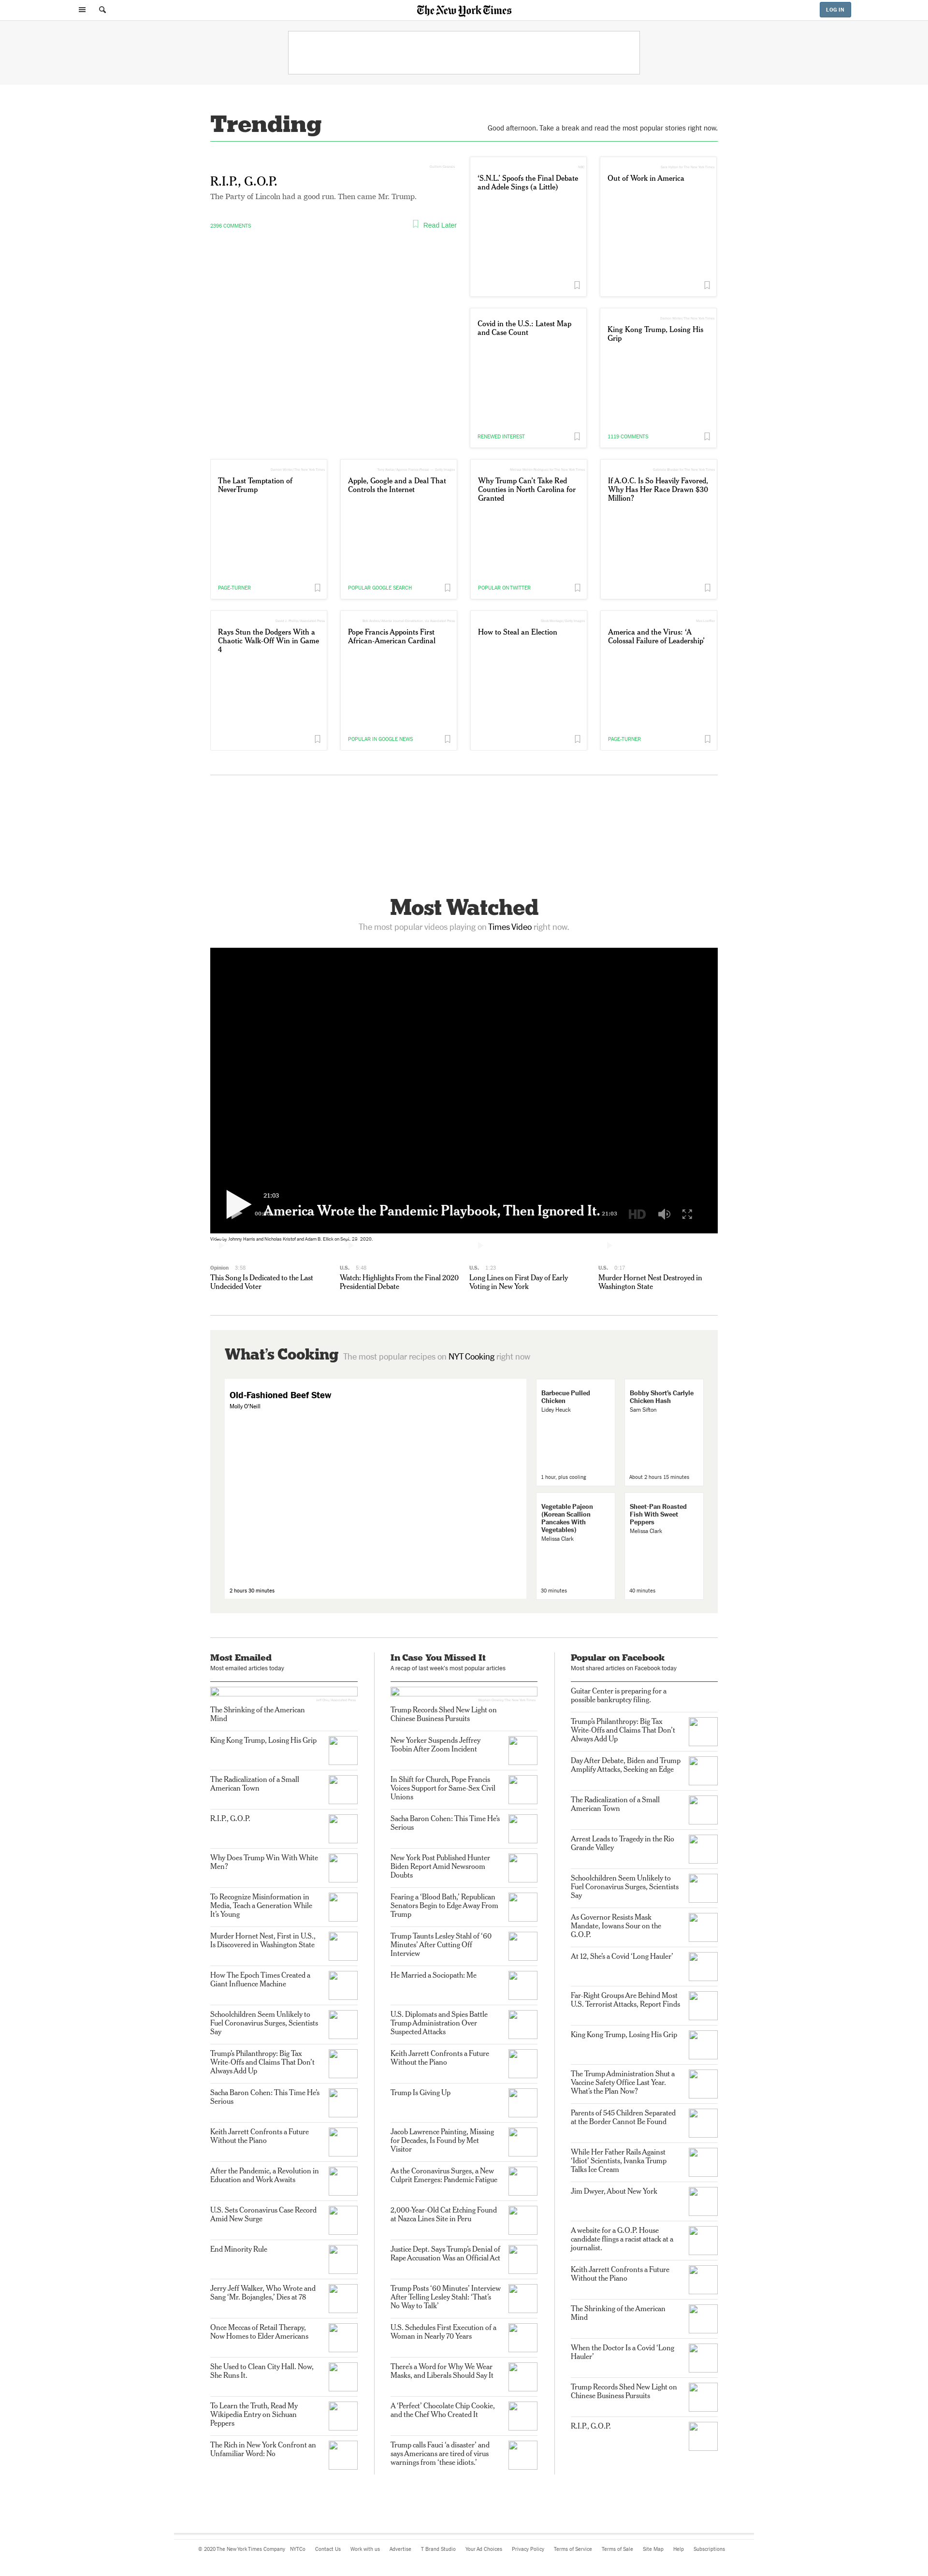 The New York Times
LOG IN
Trending
Good afternoon. Take a break and read the most popular stories right now.
R.I.P., G.O.P.
The Party of Lincoln had a good run. Then came Mr. Trump.
2396 COMMENTS
Read Later
‘S.N.L.’ Spoofs the Final Debate
and Adele Sings (a Little)
Out of Work in America
Covid in the U.S.: Latest Map
and Case Count
RENEWED INTEREST
King Kong Trump, Losing His
Grip
1119 COMMENTS
The Last Temptation of
NeverTrump
PAGE-TURNER
Apple, Google and a Deal That
Controls the Internet
POPULAR GOOGLE SEARCH
Why Trump Can’t Take Red
Counties in North Carolina for
Granted
POPULAR ON TWITTER
If A.O.C. Is So Heavily Favored,
Why Has Her Race Drawn $30
Million?
Rays Stun the Dodgers With a
Chaotic Walk-Off Win in Game
4
Pope Francis Appoints First
African-American Cardinal
POPULAR IN GOOGLE NEWS
How to Steal an Election
America and the Virus: ‘A
Colossal Failure of Leadership’
PAGE-TURNER
Most Watched
The most popular videos playing on Times Video right now.
21:03
America Wrote the Pandemic Playbook, Then Ignored It.
21:03
HD
Video by Johnny Harris and Nicholas Kristof and Adam B. Ellick on Sept. 29, 2020.
Opinion 3:55
This Song Is Dedicated to the Last
Undecided Voter
U.S. 5:48
Watch: Highlights From the Final 2020
Presidential Debate
U.S. 1:23
Long Lines on First Day of Early
Voting in New York
U.S. 0:17
Murder Hornet Nest Destroyed in
Washington State
What’s Cooking The most popular recipes on NYT Cooking right now
Old-Fashioned Beef Stew
Molly O'Neill
2 hours 30 minutes
Barbecue Pulled
Chicken
Lidey Heuck
1 hour, plus cooling
Bobby Short’s Carlyle
Chicken Hash
Sam Sifton
About 2 hours 15 minutes
Vegetable Pajeon
(Korean Scallion
Pancakes With
Vegetables)
Melissa Clark
30 minutes
Sheet-Pan Roasted
Fish With Sweet
Peppers
Melissa Clark
40 minutes
Most Emailed
Most emailed articles today
The Shrinking of the American
Mind
King Kong Trump, Losing His Grip
The Radicalization of a Small
American Town
R.I.P., G.O.P.
Why Does Trump Win With White
Men?
To Recognize Misinformation in
Media, Teach a Generation While
It’s Young
Murder Hornet Nest, First in U.S.,
Is Discovered in Washington State
How The Epoch Times Created a
Giant Influence Machine
Schoolchildren Seem Unlikely to
Fuel Coronavirus Surges, Scientists
Say
Trump’s Philanthropy: Big Tax
Write-Offs and Claims That Don’t
Always Add Up
Sacha Baron Cohen: This Time He’s
Serious
Keith Jarrett Confronts a Future
Without the Piano
After the Pandemic, a Revolution in
Education and Work Awaits
U.S. Sets Coronavirus Case Record
Amid New Surge
End Minority Rule
Jerry Jeff Walker, Who Wrote and
Sang ‘Mr. Bojangles,’ Dies at 78
Once Meccas of Retail Therapy,
Now Homes to Elder Americans
She Used to Clean City Hall. Now,
She Runs It.
To Learn the Truth, Read My
Wikipedia Entry on Sichuan
Peppers
The Rich in New York Confront an
Unfamiliar Word: No
In Case You Missed It
A recap of last week's most popular articles
Trump Records Shed New Light on
Chinese Business Pursuits
New Yorker Suspends Jeffrey
Toobin After Zoom Incident
In Shift for Church, Pope Francis
Voices Support for Same-Sex Civil
Unions
Sacha Baron Cohen: This Time He’s
Serious
New York Post Published Hunter
Biden Report Amid Newsroom
Doubts
Fearing a ‘Blood Bath,’ Republican
Senators Begin to Edge Away From
Trump
Trump Taunts Lesley Stahl of ‘60
Minutes’ After Cutting Off
Interview
He Married a Sociopath: Me
U.S. Diplomats and Spies Battle
Trump Administration Over
Suspected Attacks
Keith Jarrett Confronts a Future
Without the Piano
Trump Is Giving Up
Jacob Lawrence Painting, Missing
for Decades, Is Found by Met
Visitor
As the Coronavirus Surges, a New
Culprit Emerges: Pandemic Fatigue
2,000-Year-Old Cat Etching Found
at Nazca Lines Site in Peru
Justice Dept. Says Trump’s Denial of
Rape Accusation Was an Official Act
Trump Posts ‘60 Minutes’ Interview
After Telling Lesley Stahl: ‘That’s
No Way to Talk’
U.S. Schedules First Execution of a
Woman in Nearly 70 Years
There’s a Word for Why We Wear
Masks, and Liberals Should Say It
A ‘Perfect’ Chocolate Chip Cookie,
and the Chef Who Created It
Trump calls Fauci ‘a disaster’ and
says Americans are tired of virus
warnings from ‘these idiots.’
Popular on Facebook
Most shared articles on Facebook today
Guitar Center is preparing for a
possible bankruptcy filing.
Trump’s Philanthropy: Big Tax
Write-Offs and Claims That Don’t
Always Add Up
Day After Debate, Biden and Trump
Amplify Attacks, Seeking an Edge
The Radicalization of a Small
American Town
Arrest Leads to Tragedy in the Rio
Grande Valley
Schoolchildren Seem Unlikely to
Fuel Coronavirus Surges, Scientists
Say
As Governor Resists Mask
Mandate, Iowans Sour on the
G.O.P.
At 12, She’s a Covid ‘Long Hauler’
Far-Right Groups Are Behind Most
U.S. Terrorist Attacks, Report Finds
King Kong Trump, Losing His Grip
The Trump Administration Shut a
Vaccine Safety Office Last Year.
What’s the Plan Now?
Parents of 545 Children Separated
at the Border Cannot Be Found
While Her Father Rails Against
‘Idiot’ Scientists, Ivanka Trump
Talks Ice Cream
Jim Dwyer, About New York
A website for a G.O.P. House
candidate flings a racist attack at a
journalist.
Keith Jarrett Confronts a Future
Without the Piano
The Shrinking of the American
Mind
When the Doctor Is a Covid ‘Long
Hauler’
Trump Records Shed New Light on
Chinese Business Pursuits
R.I.P., G.O.P.
© 2020 The New York Times Company NYTCo Contact Us Work with us Advertise T Brand Studio Your Ad Choices Privacy Policy Terms of Service Terms of Sale Site Map Help Subscriptions